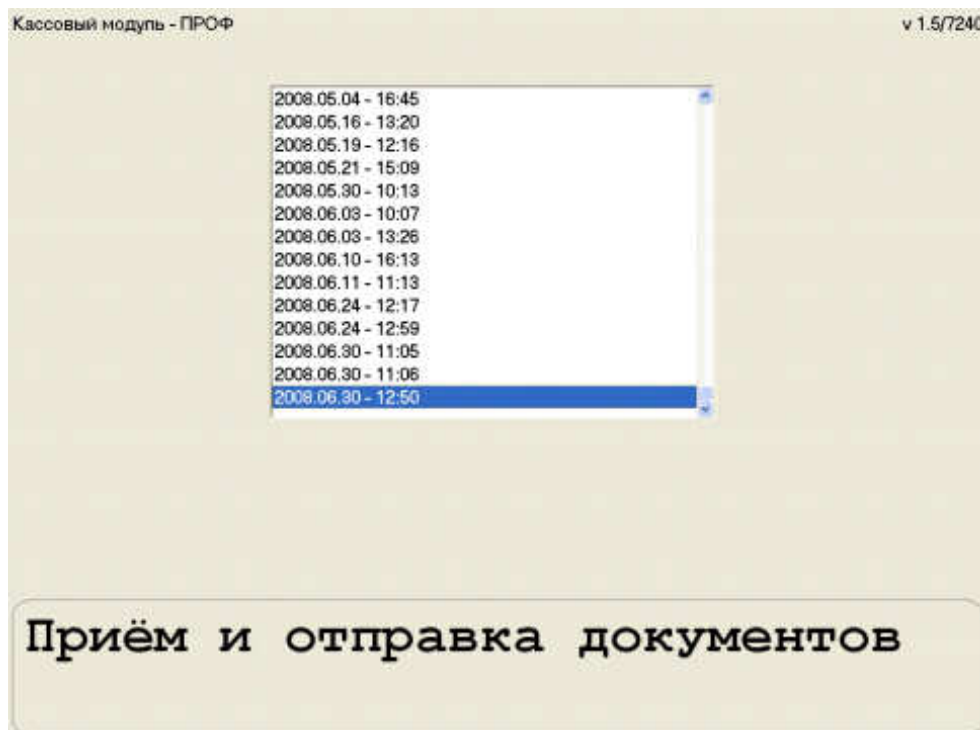 Кассовый модуль - ПРОФ
v 1.5/7240
2008.05.04 - 16:45
2008.05.16 - 13:20
2008.05.19 - 12:16
2008.05.21 - 15:09
2008.05.30 - 10:13
2008.06.03 - 10:07
2008.06.03 - 13:26
2008.06.10 - 16:13
2008.06.11 - 11:13
2008.06.24 - 12:17
2008.06.24 - 12:59
2008.06.30 - 11:05
2008.06.30 - 11:06
2008.06.30 - 12:50
Приём и отправка документов